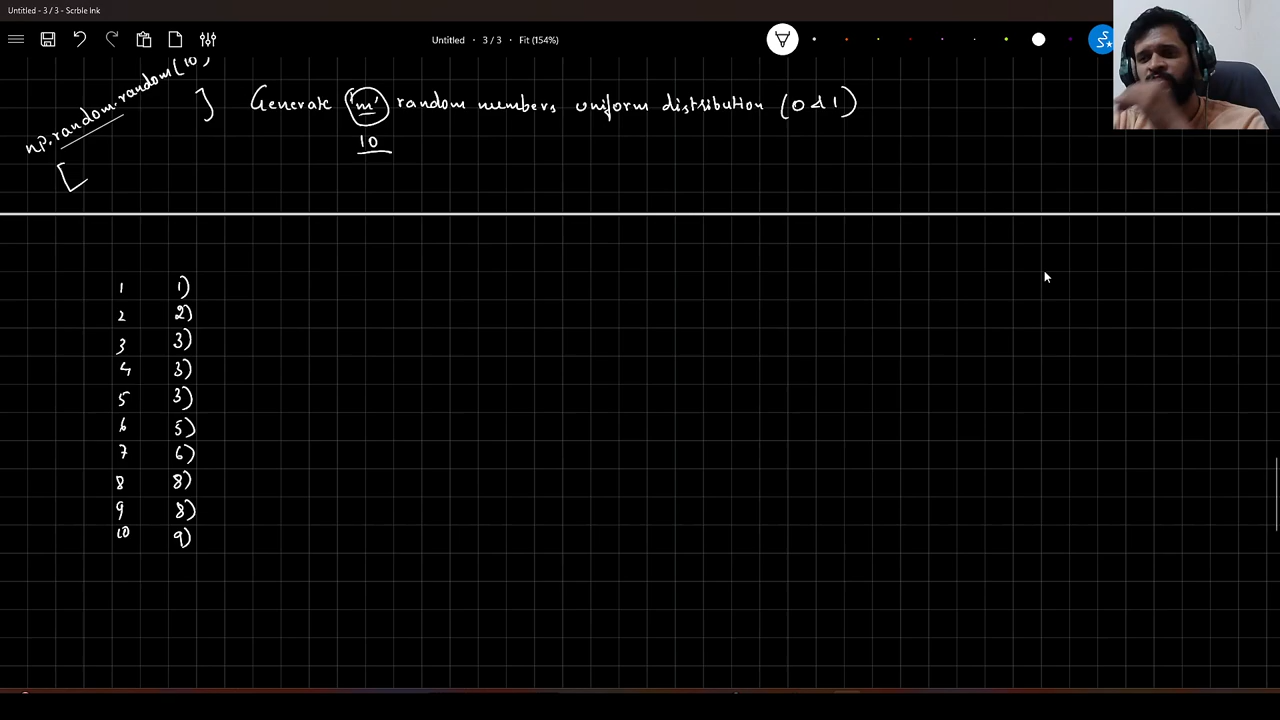 Untitled - 3 / 3 - Scrble Ink
Untitled • 3 / 3 • Fit (154%)
np.random.random(10)
[ ] Generate 'm' random numbers uniform distribution (0 & 1)
10
1 1)
2 2)
3 3)
4 3)
5 3)
6 5)
7 6)
8 8)
9 8)
10 9)